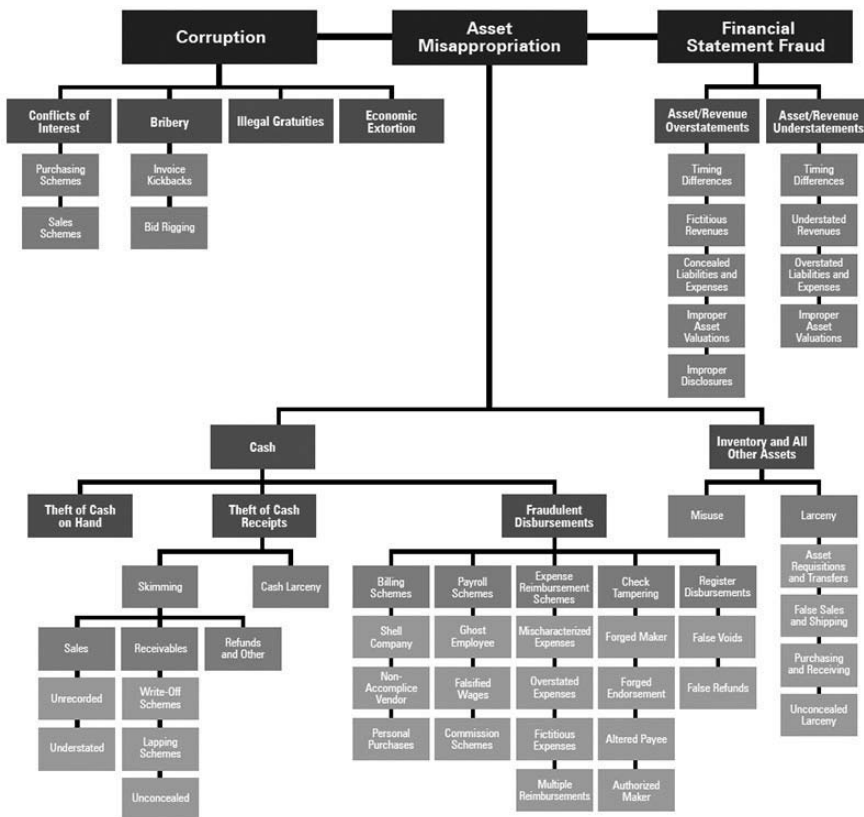 Corruption
Asset
Misappropriation
Financial
Statement Fraud
Conflicts of
Interest
Bribery
Illegal Gratuities
Economic
Extortion
Asset/Revenue
Overstatements
Asset/Revenue
Understatements
Purchasing
Schemes
Invoice
Kickbacks
Timing
Differences
Timing
Differences
Sales
Schemes
Bid Rigging
Fictitious
Revenues
Understated
Revenues
Concealed
Liabilities and
Expenses
Overstated
Liabilities and
Expenses
Improper
Asset
Valuations
Improper
Asset
Valuations
Improper
Disclosures
Cash
Inventory and All
Other Assets
Theft of Cash
on Hand
Theft of Cash
Receipts
Fraudulent
Disbursements
Misuse
Larceny
Skimming
Cash Larceny
Billing
Schemes
Payroll
Schemes
Expense
Reimbursement
Schemes
Check
Tampering
Register
Disbursements
Asset
Requisitions
and Transfers
Sales
Receivables
Refunds
and Other
Shell
Company
Ghost
Employee
Mischaracterized
Expenses
Forged Maker
False Voids
False Sales
and Shipping
Unrecorded
Write-Off
Schemes
Non-
Accomplice
Vendor
Falsified
Wages
Overstated
Expenses
Forged
Endorsement
False Refunds
Purchasing
and Receiving
Understated
Lapping
Schemes
Personal
Purchases
Commission
Schemes
Fictitious
Expenses
Altered Payee
Unconcealed
Larceny
Unconcealed
Multiple
Reimbursements
Authorized
Maker